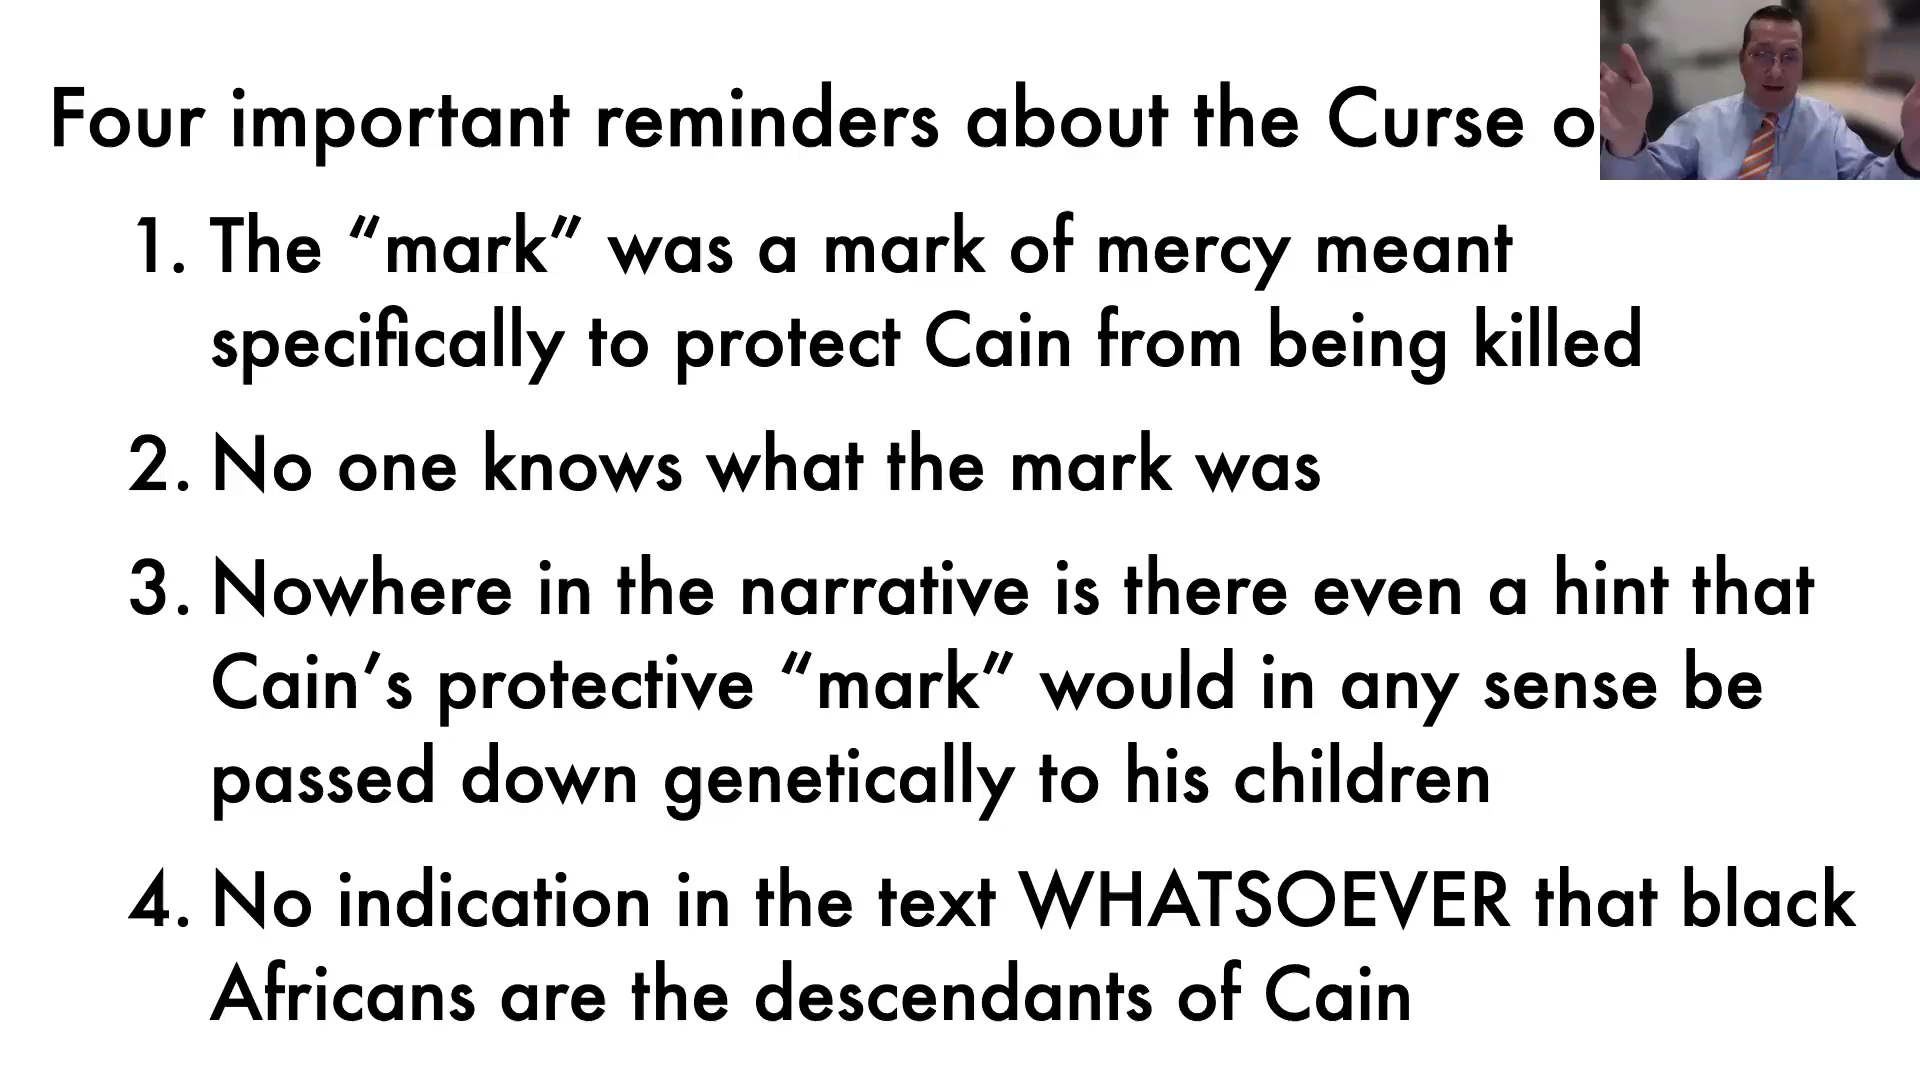 Four important reminders about the Curse o
1. The “mark” was a mark of mercy meant
specifically to protect Cain from being killed
2. No one knows what the mark was
3. Nowhere in the narrative is there even a hint that
Cain’s protective “mark” would in any sense be
passed down genetically to his children
4. No indication in the text WHATSOEVER that black
Africans are the descendants of Cain